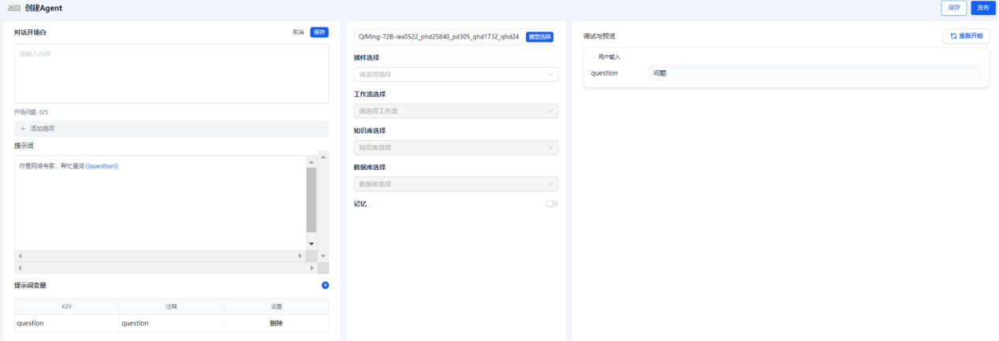 返回 创建Agent
保存 发布
对话开场白
取消 保存
请输入内容
开场问题·0/5
+ 添加选项
提示词
你是网络专家，帮忙查询{{question}}
提示词变量
KEY 注释 设置
question question 删除
QiMing-72B-res0522_phd25840_pd305_qhd1732_qhd24 模型选择
插件选择
请选择插件
工作流选择
请选择工作流
知识库选择
知识库选择
数据库选择
数据库选择
记忆
调试与预览
重新开始
用户输入
question 问题